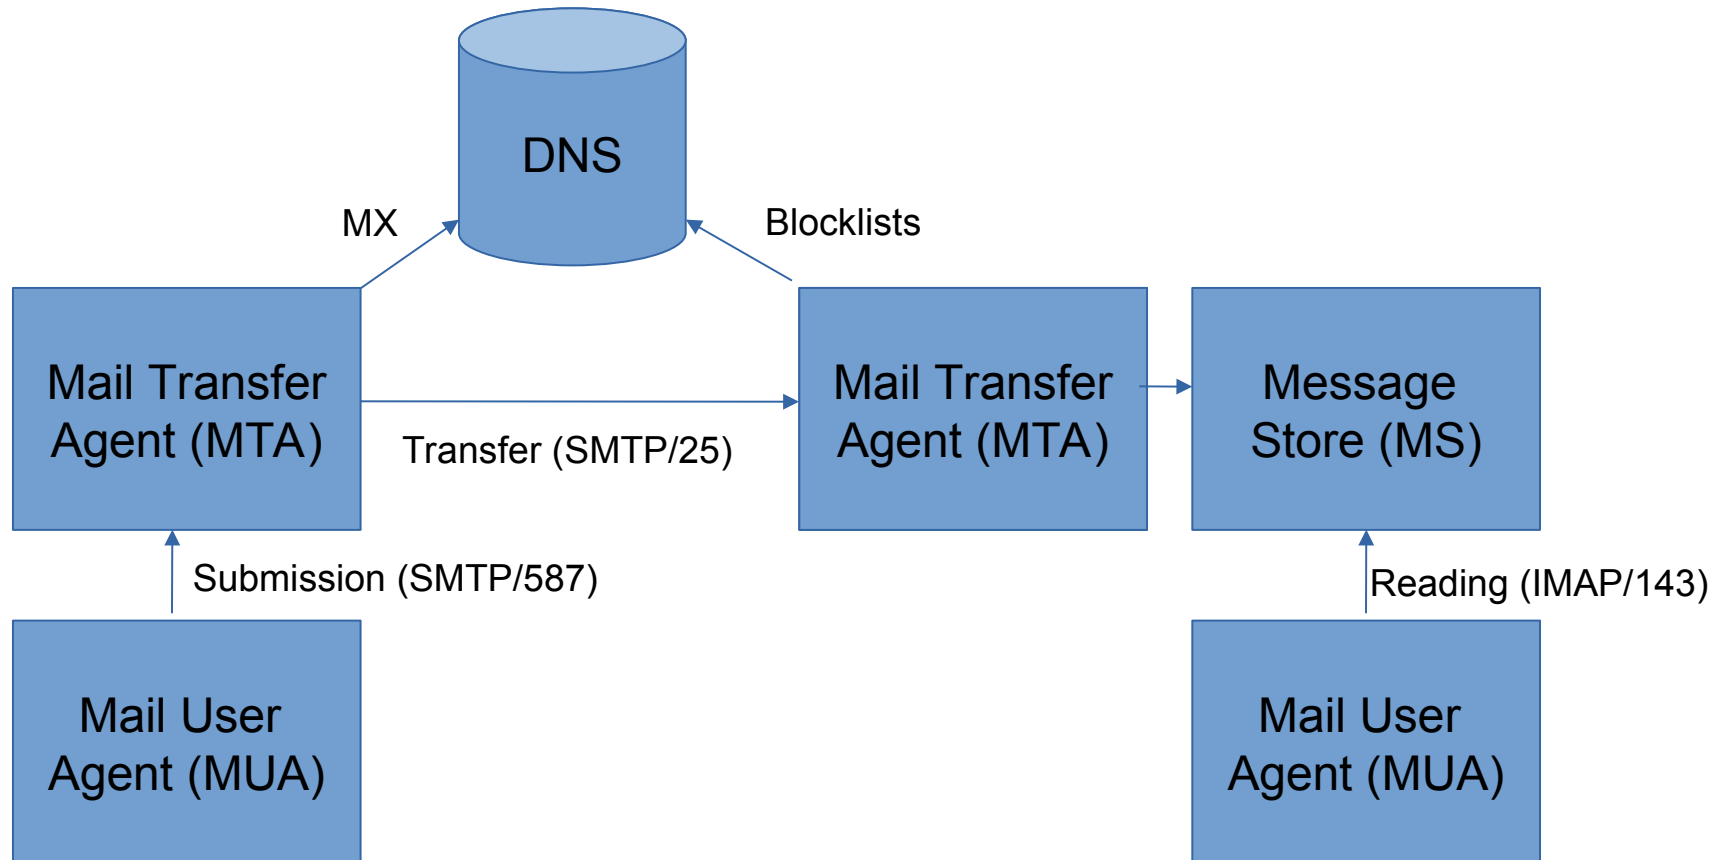 DNS
MX
Blocklists
Mail Transfer
Agent (MTA)
Transfer (SMTP/25)
Mail Transfer
Agent (MTA)
Message
Store (MS)
Submission (SMTP/587)
Reading (IMAP/143)
Mail User
Agent (MUA)
Mail User
Agent (MUA)